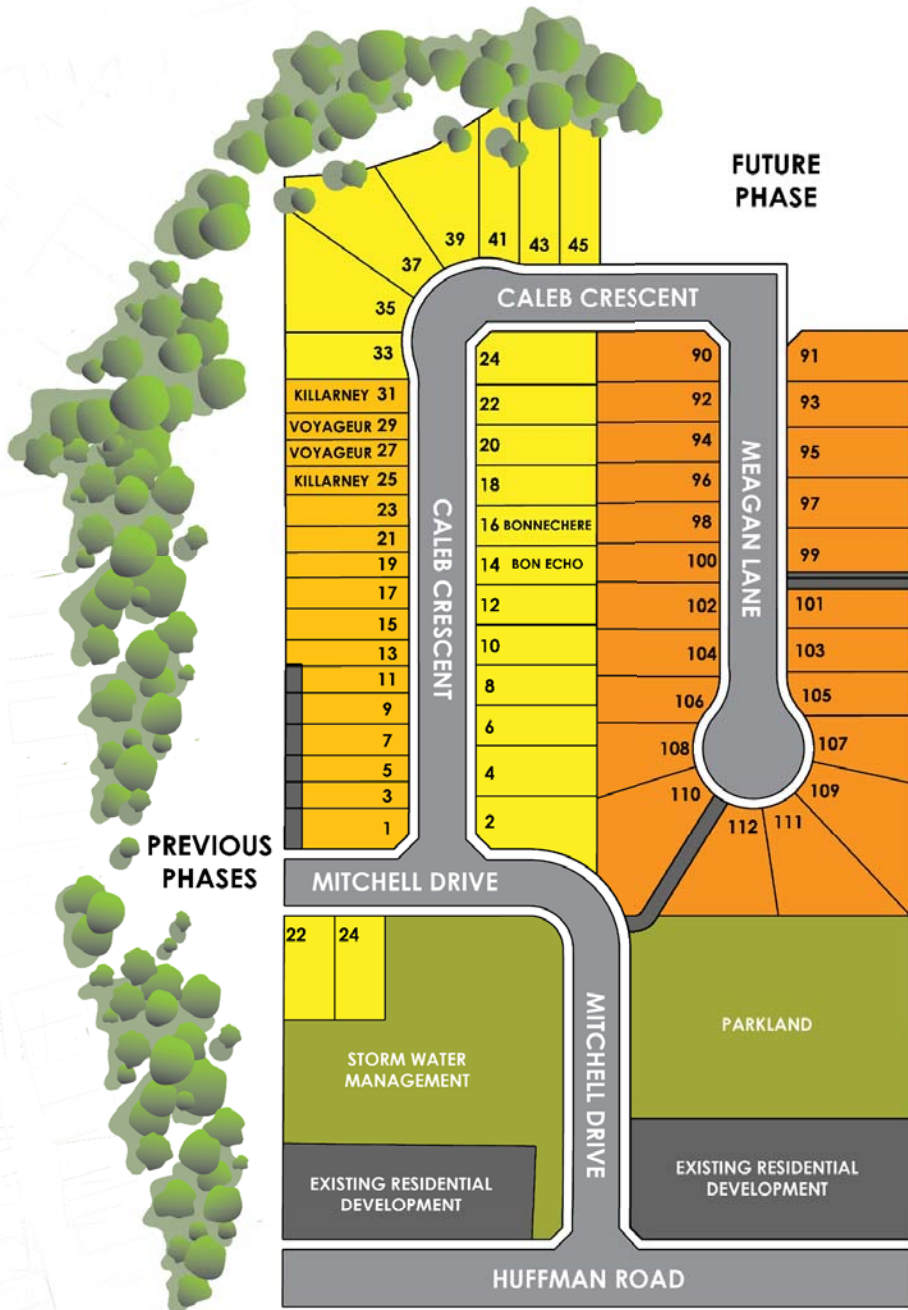 FUTURE
PHASE
39 41 43 45
37
35
33
CALEB CRESCENT
24
22
20
18
16 BONNECHERE
14 BON ECHO
12
10
8
6
4
2
KILLARNEY 31
VOYAGEUR 29
VOYAGEUR 27
KILLARNEY 25
23
21
19
17
15
13
11
9
7
5
3
1
CALEB CRESCENT
90
92
94
96
98
100
102
104
106
108
110
112
111
109
107
105
103
101
99
97
95
93
91
MEAGAN LANE
PREVIOUS
PHASES
MITCHELL DRIVE
22 24
STORM WATER
MANAGEMENT
MITCHELL DRIVE
PARKLAND
EXISTING RESIDENTIAL
DEVELOPMENT
EXISTING RESIDENTIAL
DEVELOPMENT
HUFFMAN ROAD